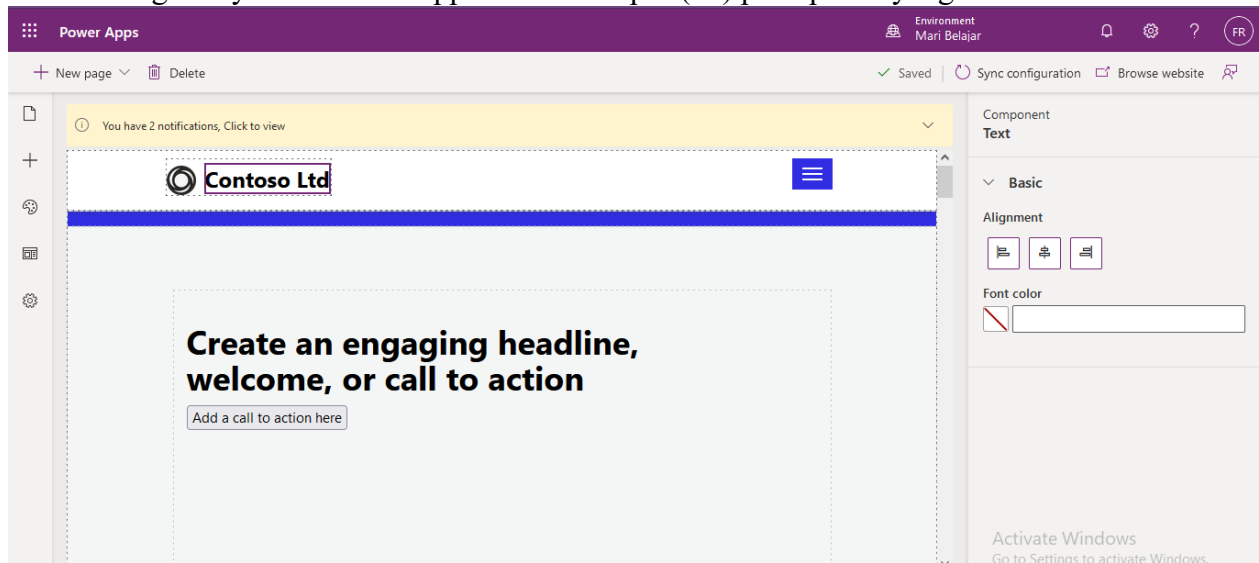 Power Apps
Environment
Mari Belajar
FR
New page
Delete
Saved
Sync configuration
Browse website
You have 2 notifications, Click to view
Component
Text
Contoso Ltd
Basic
Alignment
Font color
Create an engaging headline,
welcome, or call to action
Add a call to action here
Activate Windows
Go to Settings to activate Windows.